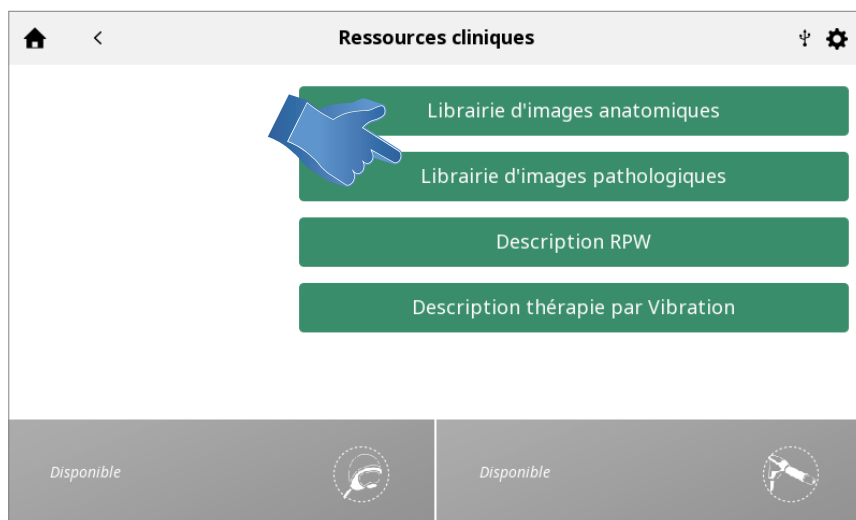 Ressources cliniques
Librairie d'images anatomiques
Librairie d'images pathologiques
Description RPW
Description thérapie par Vibration
Disponible
Disponible